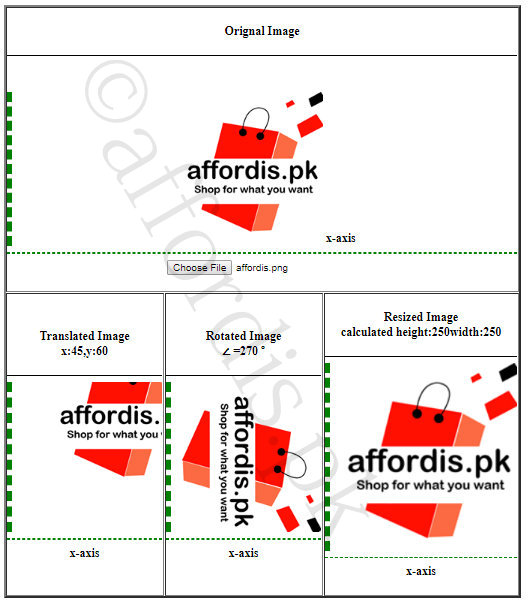 Orignal Image
affordis.pk
Shop for what you want
x-axis
Choose File affordis.png
Translated Image
x:45,y:60
affordis.
Shop for what you
x-axis
Rotated Image
∠ =270 °
affordis.pk
Shop for what you want
x-axis
Resized Image
calculated height:250width:250
affordis.pk
Shop for what you want
x-axis
©affordis.pk